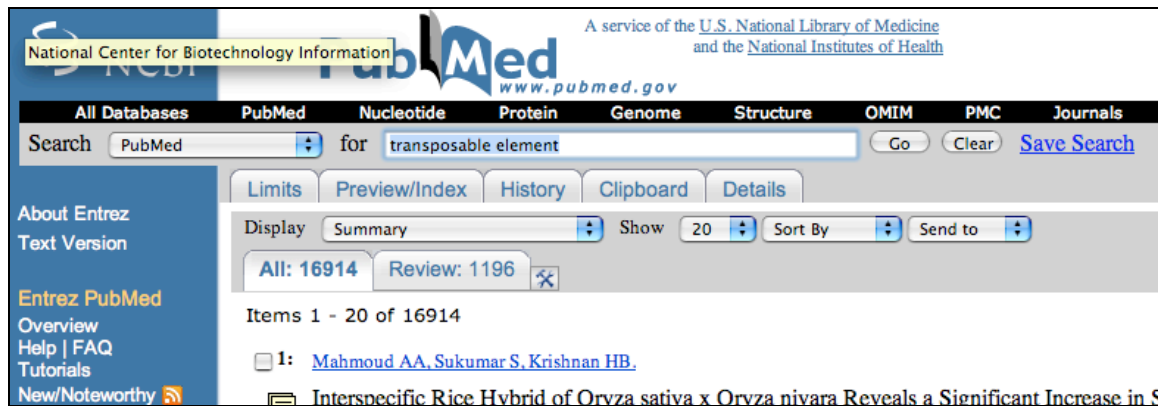 A service of the U.S. National Library of Medicine
and the National Institutes of Health
National Center for Biotechnology Information
NCBI
PubMed
www.pubmed.gov
All Databases PubMed Nucleotide Protein Genome Structure OMIM PMC Journals
Search PubMed for transposable element Go Clear Save Search
Limits Preview/Index History Clipboard Details
About Entrez
Text Version
Display Summary Show 20 Sort By Send to
All: 16914 Review: 1196
Entrez PubMed
Overview
Help | FAQ
Tutorials
New/Noteworthy
Items 1 - 20 of 16914
1: Mahmoud AA, Sukumar S, Krishnan HB.
Interspecific Rice Hybrid of Oryza sativa x Oryza nivara Reveals a Significant Increase in S